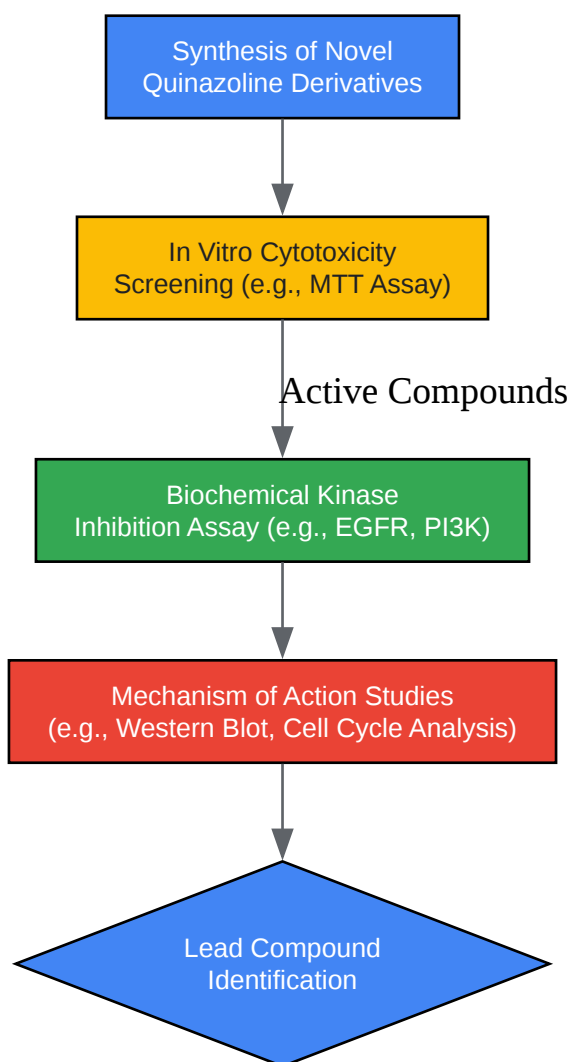 Synthesis of Novel
Quinazoline Derivatives
In Vitro Cytotoxicity
Screening (e.g., MTT Assay)
Active Compounds
Biochemical Kinase
Inhibition Assay (e.g., EGFR, PI3K)
Mechanism of Action Studies
(e.g., Western Blot, Cell Cycle Analysis)
Lead Compound
Identification